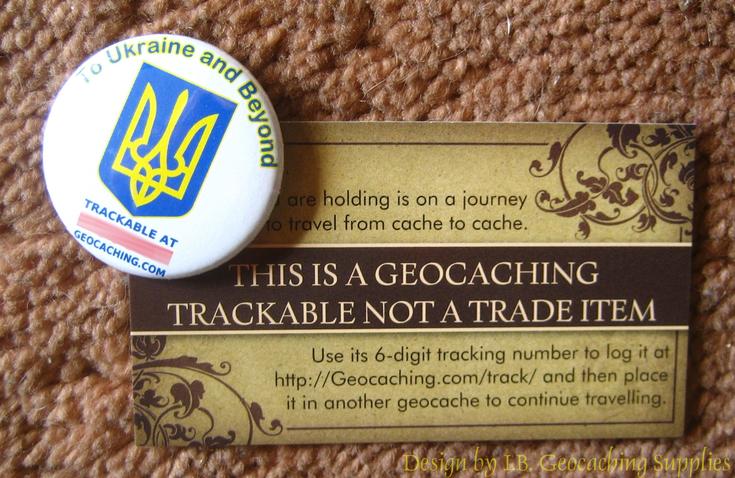 To Ukraine and Beyond
TRACKABLE AT
GEOCACHING.COM
are holding is on a journey
to travel from cache to cache.
THIS IS A GEOCACHING
TRACKABLE NOT A TRADE ITEM
Use its 6-digit tracking number to log it at
http://Geocaching.com/track/ and then place
it in another geocache to continue travelling.
Design by I.B. Geocaching Supplies